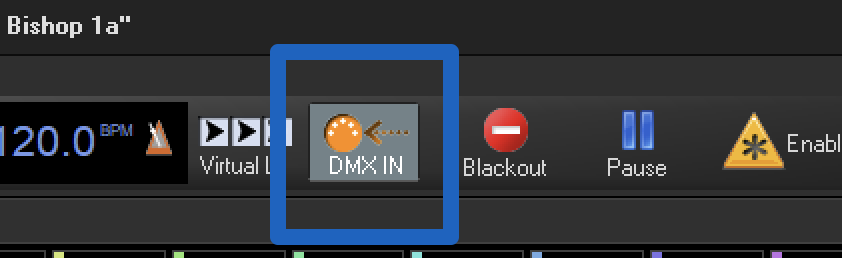 Bishop 1a"
120.0 BPM
Virtual DMX IN Blackout Pause Enabl